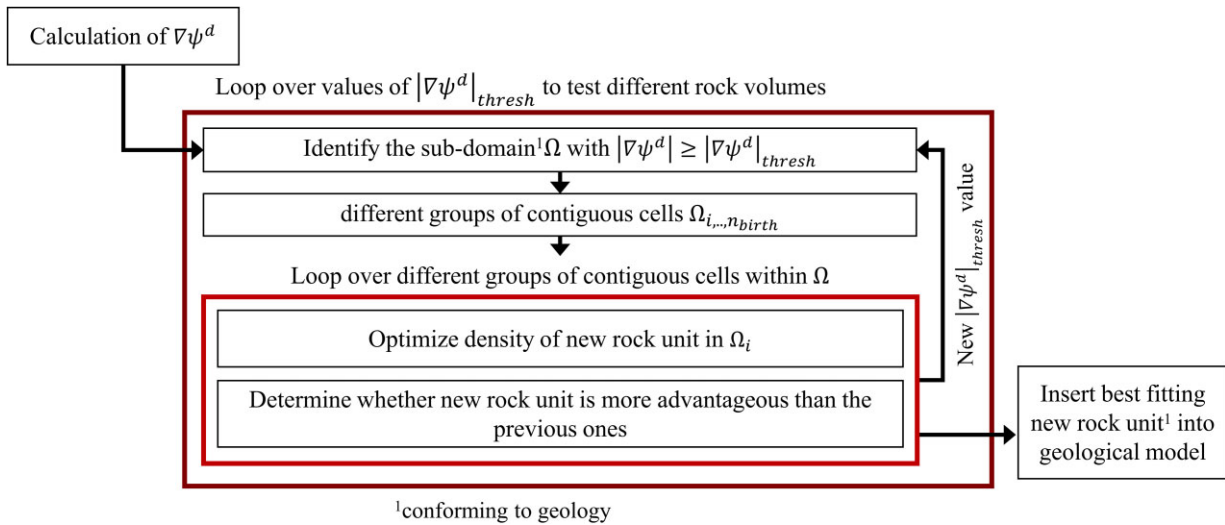 Calculation of ∇ψ^d
Loop over values of |∇ψ^d|_thresh to test different rock volumes
Identify the sub-domain¹Ω with |∇ψ^d| ≥ |∇ψ^d|_thresh
different groups of contiguous cells Ω_i,..,n_birth
Loop over different groups of contiguous cells within Ω
Optimize density of new rock unit in Ω_i
Determine whether new rock unit is more advantageous than the
previous ones
New |∇ψ^d|_thresh value
Insert best fitting
new rock unit¹ into
geological model
¹conforming to geology